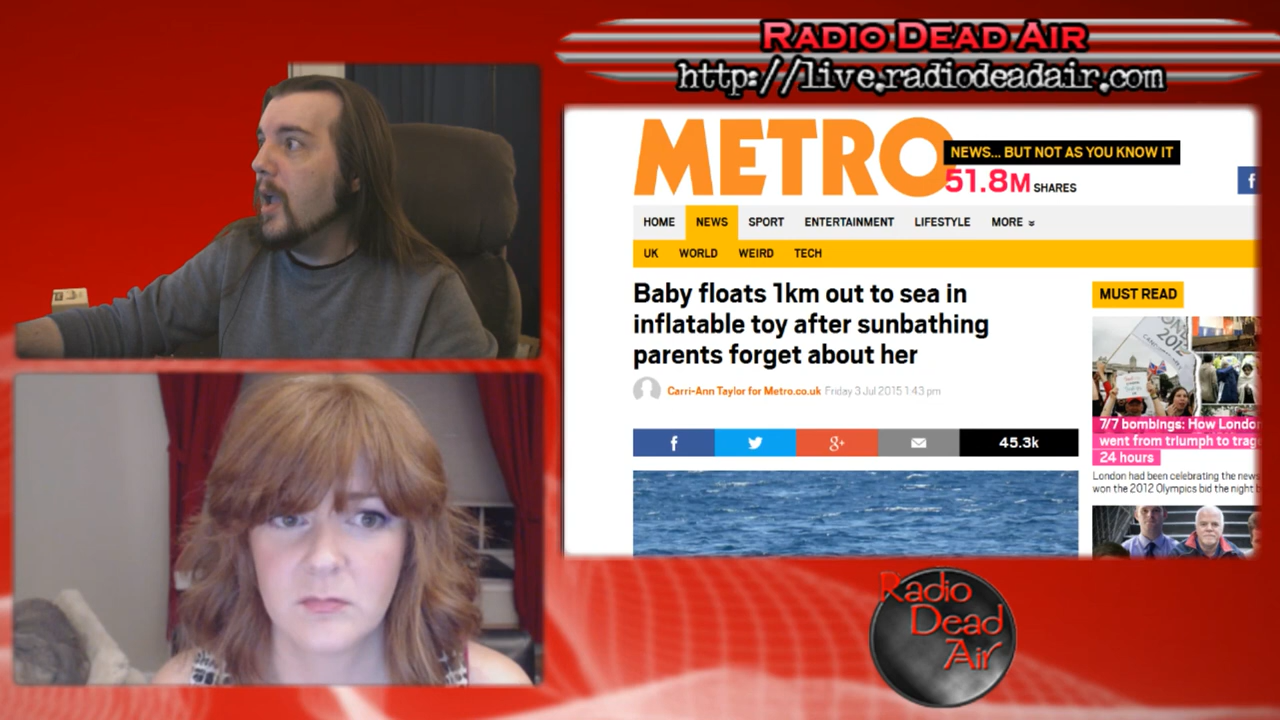 RADIO DEAD AIR
http://live.radiodeadair.com
METRO
NEWS... BUT NOT AS YOU KNOW IT
51.8M SHARES
f
HOME NEWS SPORT ENTERTAINMENT LIFESTYLE MORE
UK WORLD WEIRD TECH
Baby floats 1km out to sea in
inflatable toy after sunbathing
parents forget about her
Carri-Ann Taylor for Metro.co.uk Friday 3 Jul 2015 1:43 pm
f g+ 45.3k
MUST READ
2012
7/7 bombings: How London
went from triumph to trag
24 hours
London had been celebrating the news
won the 2012 Olympics bid the night b
Radio
Dead
Air